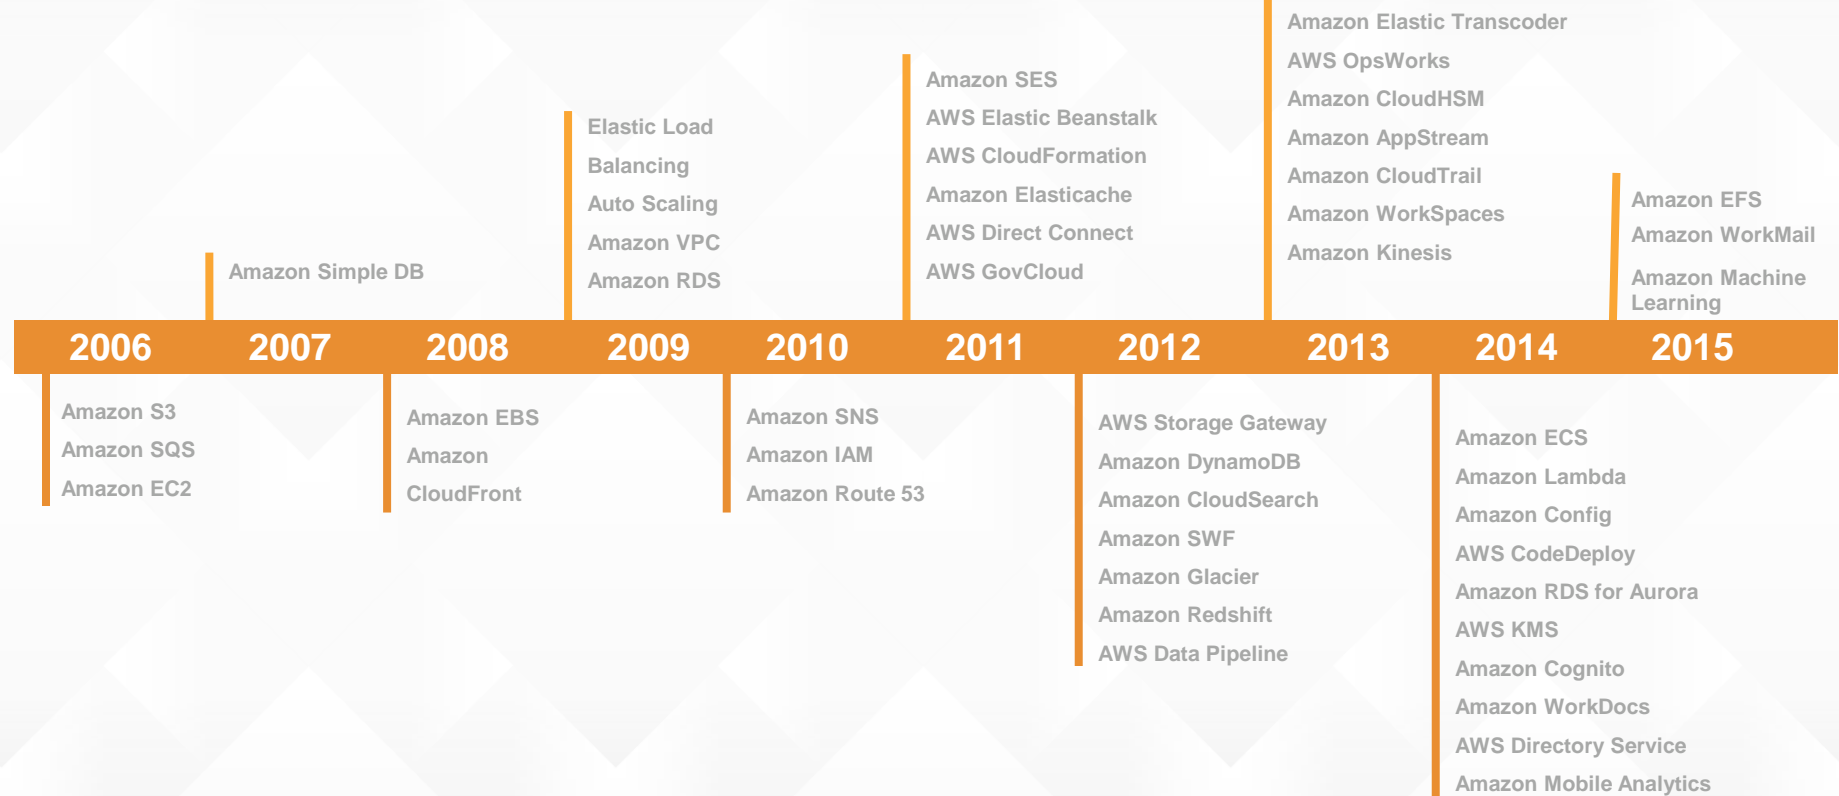 Amazon Elastic Transcoder
AWS OpsWorks
Amazon CloudHSM
Amazon AppStream
Amazon CloudTrail
Amazon WorkSpaces
Amazon Kinesis
Amazon SES
AWS Elastic Beanstalk
AWS CloudFormation
Amazon Elasticache
AWS Direct Connect
AWS GovCloud
Elastic Load
Balancing
Auto Scaling
Amazon VPC
Amazon RDS
Amazon EFS
Amazon WorkMail
Amazon Machine
Learning
Amazon Simple DB
2006 2007 2008 2009 2010 2011 2012 2013 2014 2015
Amazon S3
Amazon SQS
Amazon EC2
Amazon EBS
Amazon
CloudFront
Amazon SNS
Amazon IAM
Amazon Route 53
AWS Storage Gateway
Amazon DynamoDB
Amazon CloudSearch
Amazon SWF
Amazon Glacier
Amazon Redshift
AWS Data Pipeline
Amazon ECS
Amazon Lambda
Amazon Config
AWS CodeDeploy
Amazon RDS for Aurora
AWS KMS
Amazon Cognito
Amazon WorkDocs
AWS Directory Service
Amazon Mobile Analytics